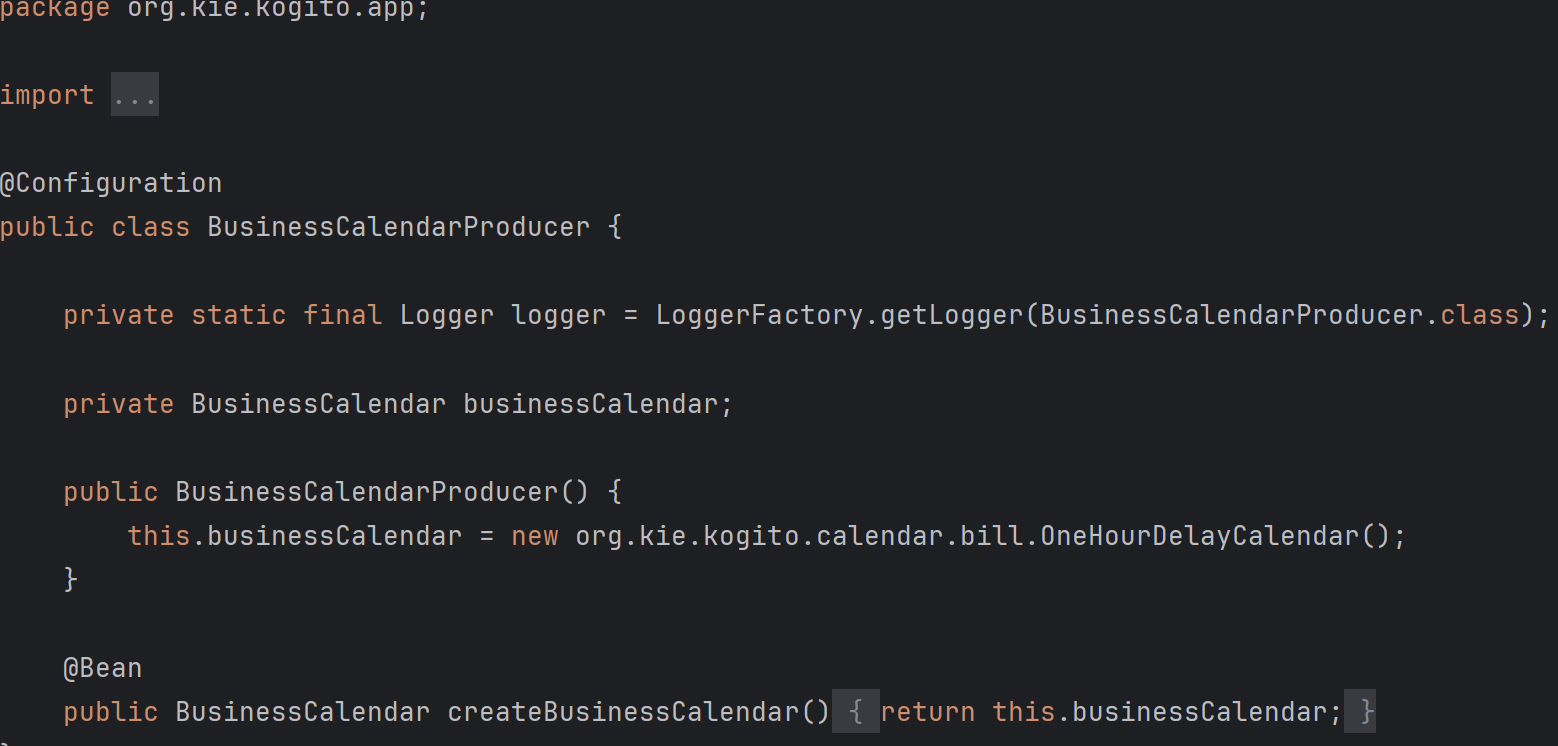 package org.kie.kogito.app;
import ...
@Configuration
public class BusinessCalendarProducer {
private static final Logger logger = LoggerFactory.getLogger(BusinessCalendarProducer.class);
private BusinessCalendar businessCalendar;
public BusinessCalendarProducer() {
this.businessCalendar = new org.kie.kogito.calendar.bill.OneHourDelayCalendar();
}
@Bean
public BusinessCalendar createBusinessCalendar() { return this.businessCalendar; }
}